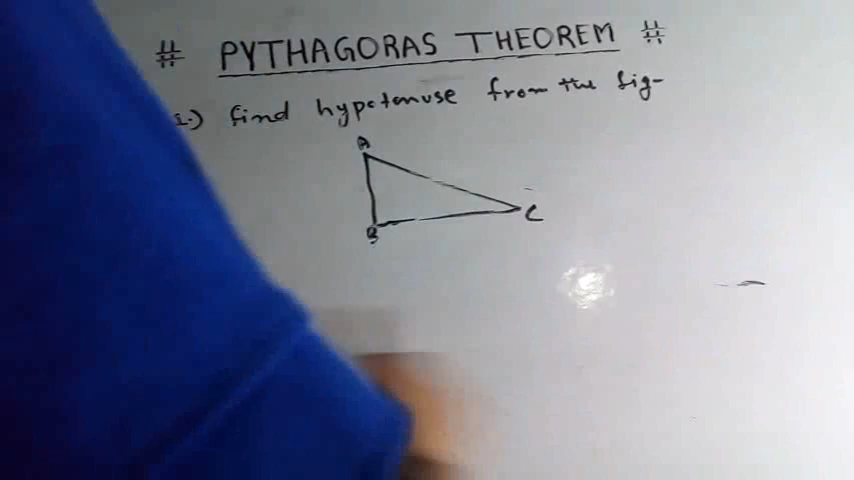 # PYTHAGORAS THEOREM #
1.) find hypotenuse from the fig-
A
B
C